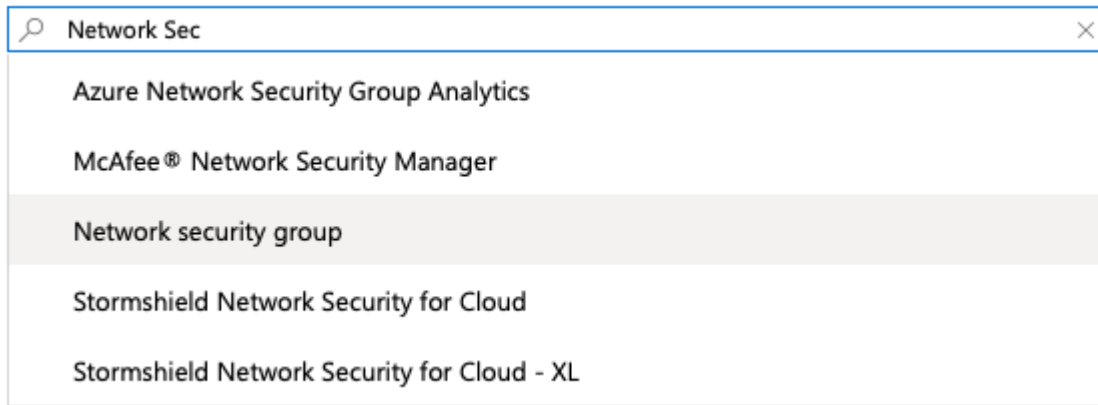 Network Sec
Azure Network Security Group Analytics
McAfee® Network Security Manager
Network security group
Stormshield Network Security for Cloud
Stormshield Network Security for Cloud - XL